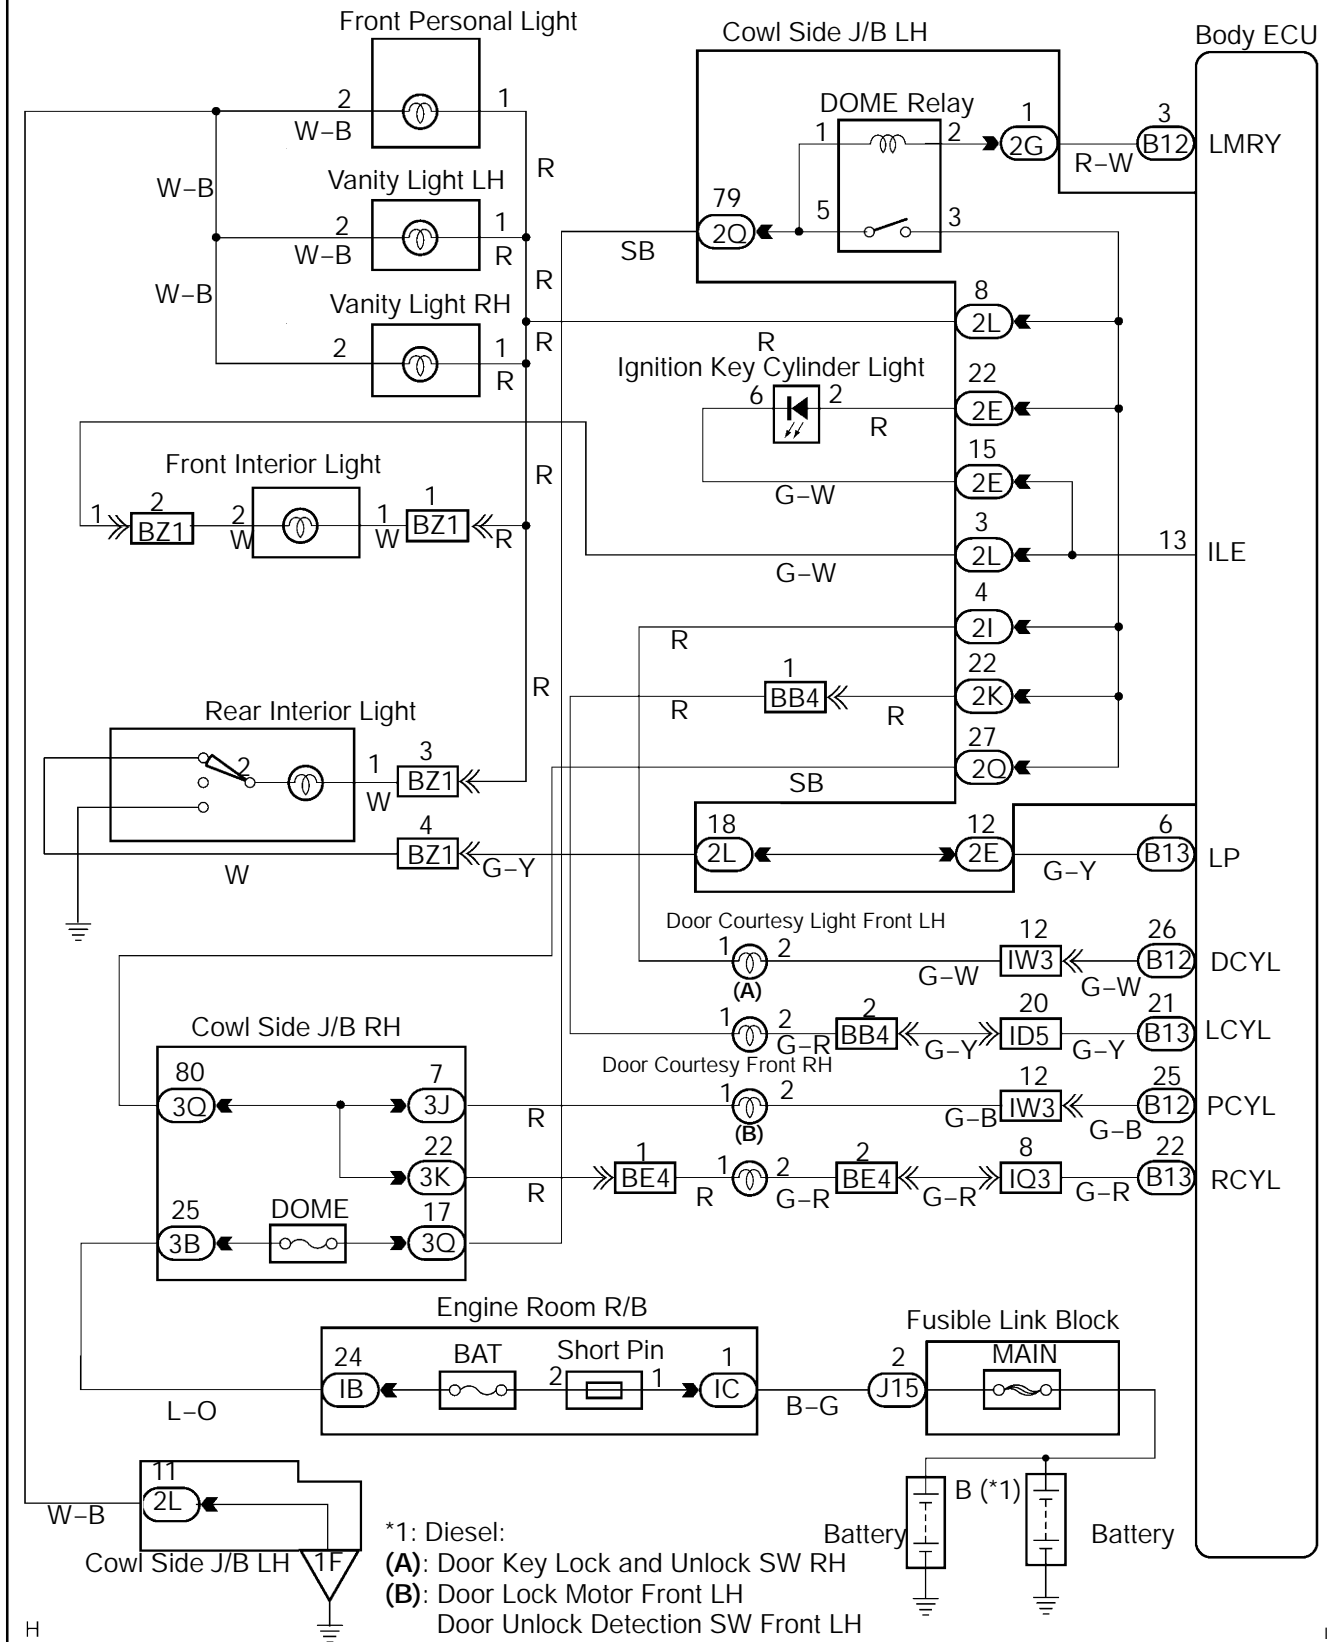 Front Personal Light
Cowl Side J/B LH
Body ECU
DOME Relay
2
1
W–B
R
1
2
1
2G
R–W
3
B12
LMRY
W–B
Vanity Light LH
2
W–B
1
R
79
2Q
SB
5
3
R
W–B
Vanity Light RH
2
1
R
R
8
2L
R
Ignition Key Cylinder Light
6
2
R
22
2E
15
2E
G–W
Front Interior Light
1
2
BZ1
2
W
1
W
1
BZ1
R
R
3
2L
G–W
13
ILE
4
2I
R
1
BB4
R
R
22
2K
R
27
2Q
SB
Rear Interior Light
2
1
W
3
BZ1
4
BZ1
W
G–Y
18
2L
12
2E
G–Y
6
B13
LP
Door Courtesy Light Front LH
1
2
(A)
G–W
12
IW3
G–W
26
B12
DCYL
1
2
G–R
2
BB4
G–Y
20
ID5
G–Y
21
B13
LCYL
Cowl Side J/B RH
Door Courtesy Front RH
80
3Q
7
3J
R
1
2
(B)
G–B
12
IW3
G–B
25
B12
PCYL
22
3K
R
1
BE4
R
1
2
G–R
2
BE4
G–R
8
IQ3
G–R
22
B13
RCYL
25
3B
DOME
17
3Q
Engine Room R/B
Fusible Link Block
24
IB
BAT
Short Pin
2
1
1
IC
B–G
2
J15
MAIN
L–O
11
2L
W–B
Cowl Side J/B LH
1F
B (*1)
Battery
Battery
*1: Diesel:
(A): Door Key Lock and Unlock SW RH
(B): Door Lock Motor Front LH
Door Unlock Detection SW Front LH
H